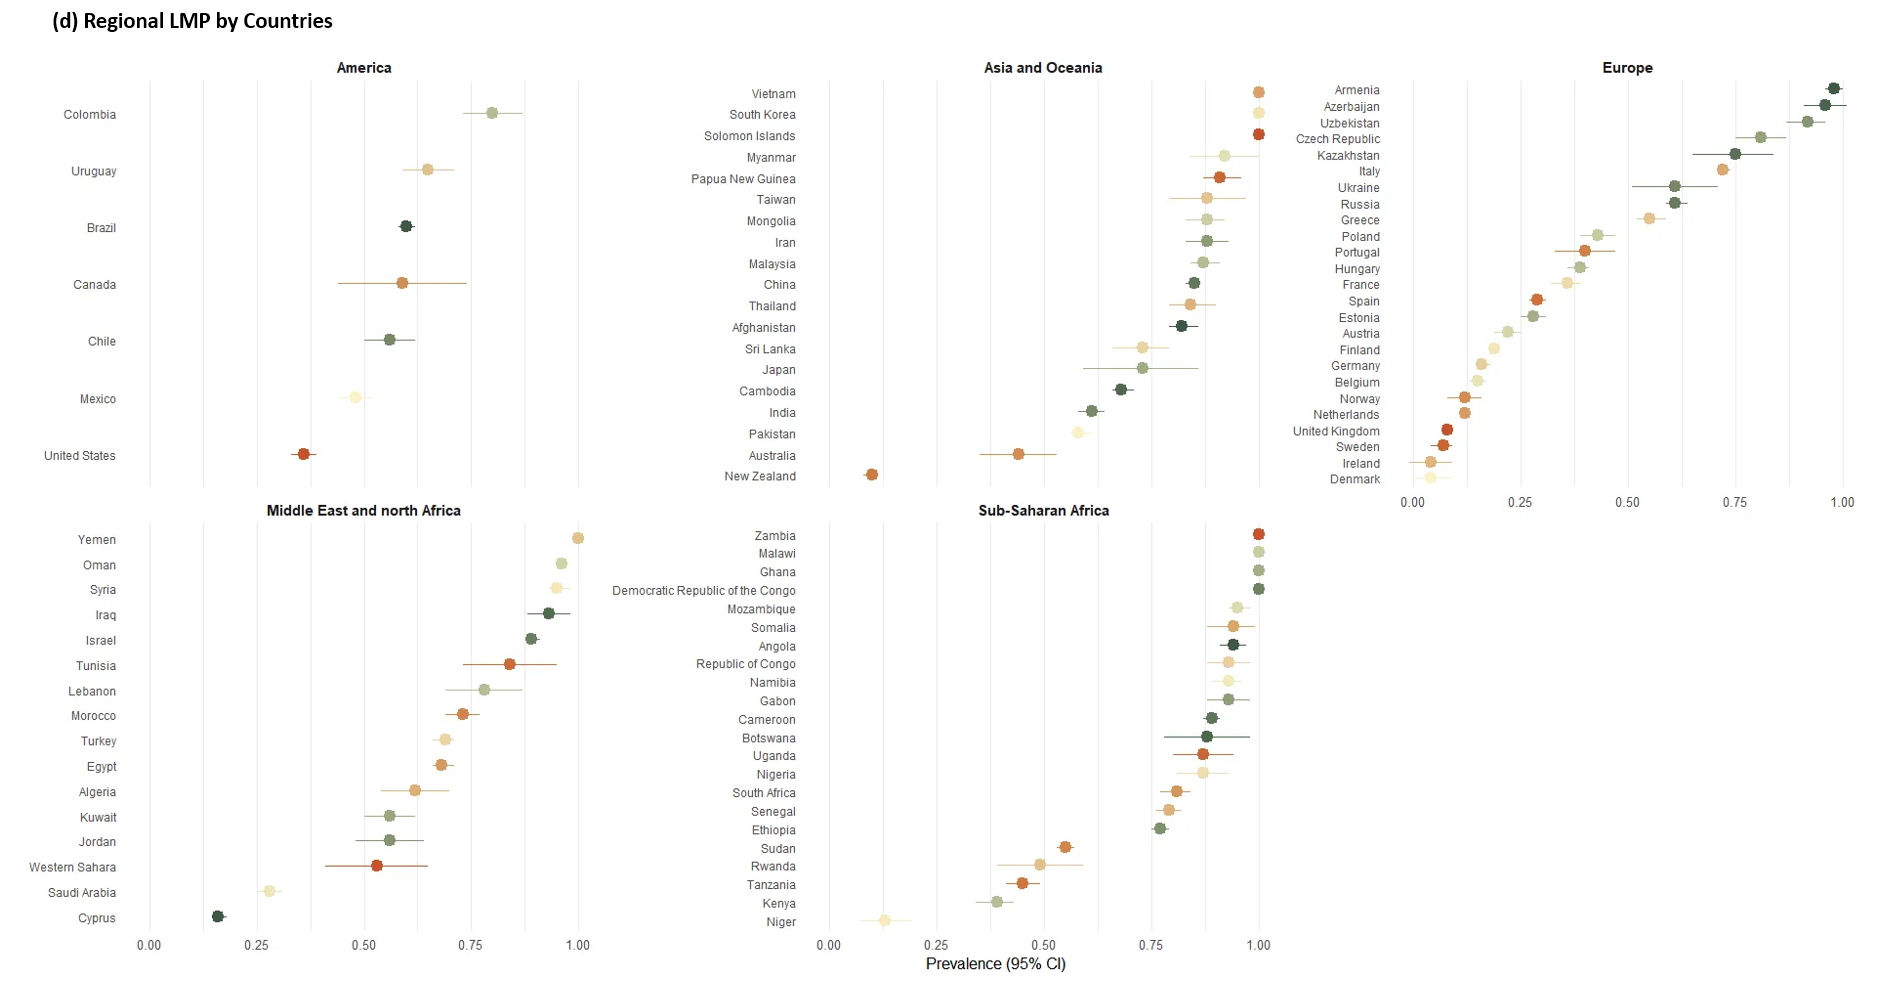 (d) Regional LMP by Countries
America
Colombia
Uruguay
Brazil
Canada
Chile
Mexico
United States
Asia and Oceania
Vietnam
South Korea
Solomon Islands
Myanmar
Papua New Guinea
Taiwan
Mongolia
Iran
Malaysia
China
Thailand
Afghanistan
Sri Lanka
Japan
Cambodia
India
Pakistan
Australia
New Zealand
Europe
Armenia
Azerbaijan
Uzbekistan
Czech Republic
Kazakhstan
Italy
Ukraine
Russia
Greece
Poland
Portugal
Hungary
France
Spain
Estonia
Austria
Finland
Germany
Belgium
Norway
Netherlands
United Kingdom
Sweden
Ireland
Denmark
0.00 0.25 0.50 0.75 1.00
Middle East and north Africa
Yemen
Oman
Syria
Iraq
Israel
Tunisia
Lebanon
Morocco
Turkey
Egypt
Algeria
Kuwait
Jordan
Western Sahara
Saudi Arabia
Cyprus
0.00 0.25 0.50 0.75 1.00
Sub-Saharan Africa
Zambia
Malawi
Ghana
Democratic Republic of the Congo
Mozambique
Somalia
Angola
Republic of Congo
Namibia
Gabon
Cameroon
Botswana
Uganda
Nigeria
South Africa
Senegal
Ethiopia
Sudan
Rwanda
Tanzania
Kenya
Niger
0.00 0.25 0.50 0.75 1.00
Prevalence (95% CI)